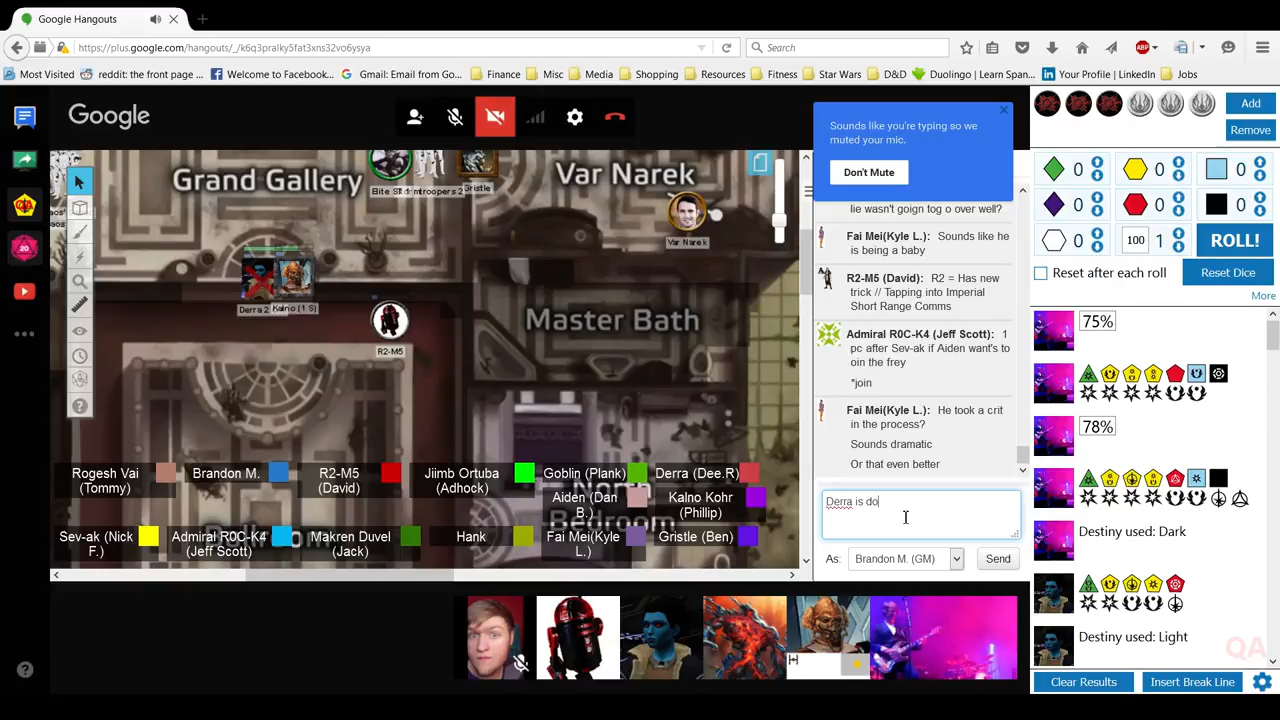 Google Hangouts
https://plus.google.com/hangouts/_/k6q3pralky5fat3xns32vo6ysya
Search
Most Visited
reddit: the front page ...
Welcome to Facebook...
Gmail: Email from Go...
Finance
Misc
Media
Shopping
Resources
Fitness
Star Wars
D&D
Duolingo | Learn Span...
Your Profile | LinkedIn
Jobs
Google
Sounds like you're typing so we
muted your mic.
Don't Mute
Grand Gallery
Var Narek
Gristle
Var Narek
Derra 2
R2-M5
Master Bath
Bedroom
Rogesh Vai
(Tommy)
Brandon M.
R2-M5
(David)
Jiimb Ortuba
(Adhock)
Goblin (Plank)
Derra (Dee.R)
Aiden (Dan
B.)
Kalno Kohr
(Phillip)
Sev-ak (Nick
F.)
Admiral R0C-K4
(Jeff Scott)
Makren Duvel
(Jack)
Hank
Fai Mei(Kyle
L.)
Gristle (Ben)
lie wasn't goign tog o over well?
Fai Mei(Kyle L.): Sounds like he
is being a baby
R2-M5 (David): R2 = Has new
trick // Tapping into Imperial
Short Range Comms
Admiral R0C-K4 (Jeff Scott): 1
pc after Sev-ak if Aiden want's to
oin the frey
*join
Fai Mei(Kyle L.): He took a crit
in the process?
Sounds dramatic
Or that even better
Derra is do
As:
Brandon M. (GM)
Send
Add
Remove
0
0
0
0
0
0
0
100
1
ROLL!
Reset after each roll
Reset Dice
More
75%
78%
Destiny used: Dark
Destiny used: Light
QA
Clear Results
Insert Break Line